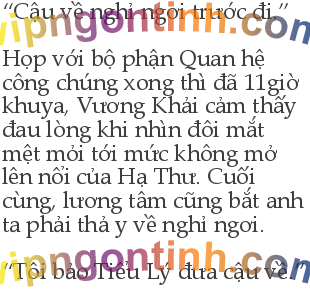 “Cậu về nghỉ ngơi trước đi.”
vipngontinh.com
Họp với bộ phận Quan hệ
công chúng xong thì đã 11giờ
khuya, Vương Khải cảm thấy
đau lòng khi nhìn đôi mắt
mệt mỏi tới mức không mở
lên nổi của Hạ Thư. Cuối
cùng, lương tâm cũng bắt anh
ta phải thả y về nghỉ ngơi.
“Tôi bảo Tiểu Lý đưa cậu về.”
vipngontinh.com